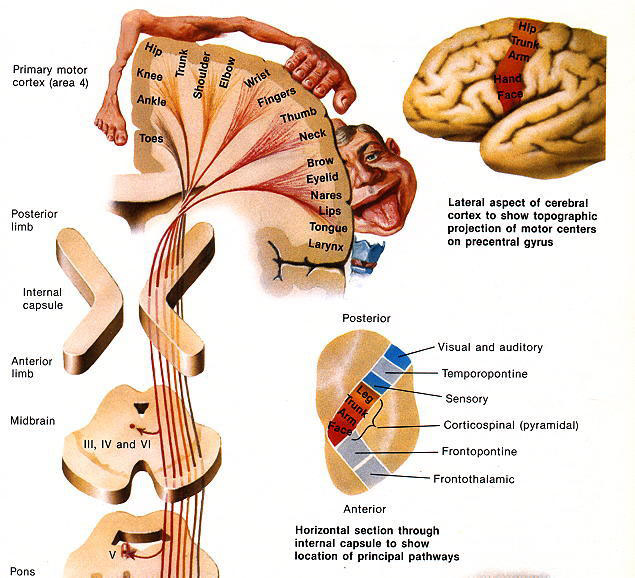 Primary motor
cortex (area 4)
Hip
Knee
Ankle
Toes
Trunk
Shoulder
Elbow
Wrist
Fingers
Thumb
Neck
Brow
Eyelid
Nares
Lips
Tongue
Larynx
Hip
Trunk
Arm
Hand
Face
Lateral aspect of cerebral
cortex to show topographic
projection of motor centers
on precentral gyrus
Posterior
limb
Internal
capsule
Anterior
limb
Midbrain
III, IV and VI
V
Pons
Posterior
Visual and auditory
Temporopontine
Sensory
Corticospinal (pyramidal)
Frontopontine
Frontothalamic
Leg
Trunk
Arm
Face
Anterior
Horizontal section through
internal capsule to show
location of principal pathways